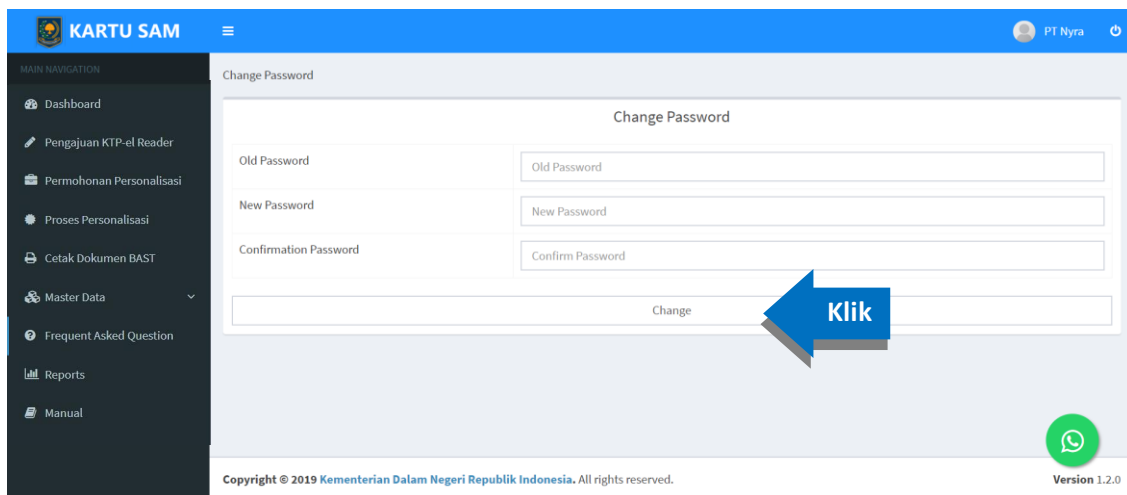 KARTU SAM
PT Nyra
MAIN NAVIGATION
Dashboard
Pengajuan KTP-el Reader
Permohonan Personalisasi
Proses Personalisasi
Cetak Dokumen BAST
Master Data
Frequent Asked Question
Reports
Manual
Change Password
Change Password
Old Password
Old Password
New Password
New Password
Confirmation Password
Confirm Password
Change
Klik
Copyright © 2019 Kementerian Dalam Negeri Republik Indonesia. All rights reserved.
Version 1.2.0